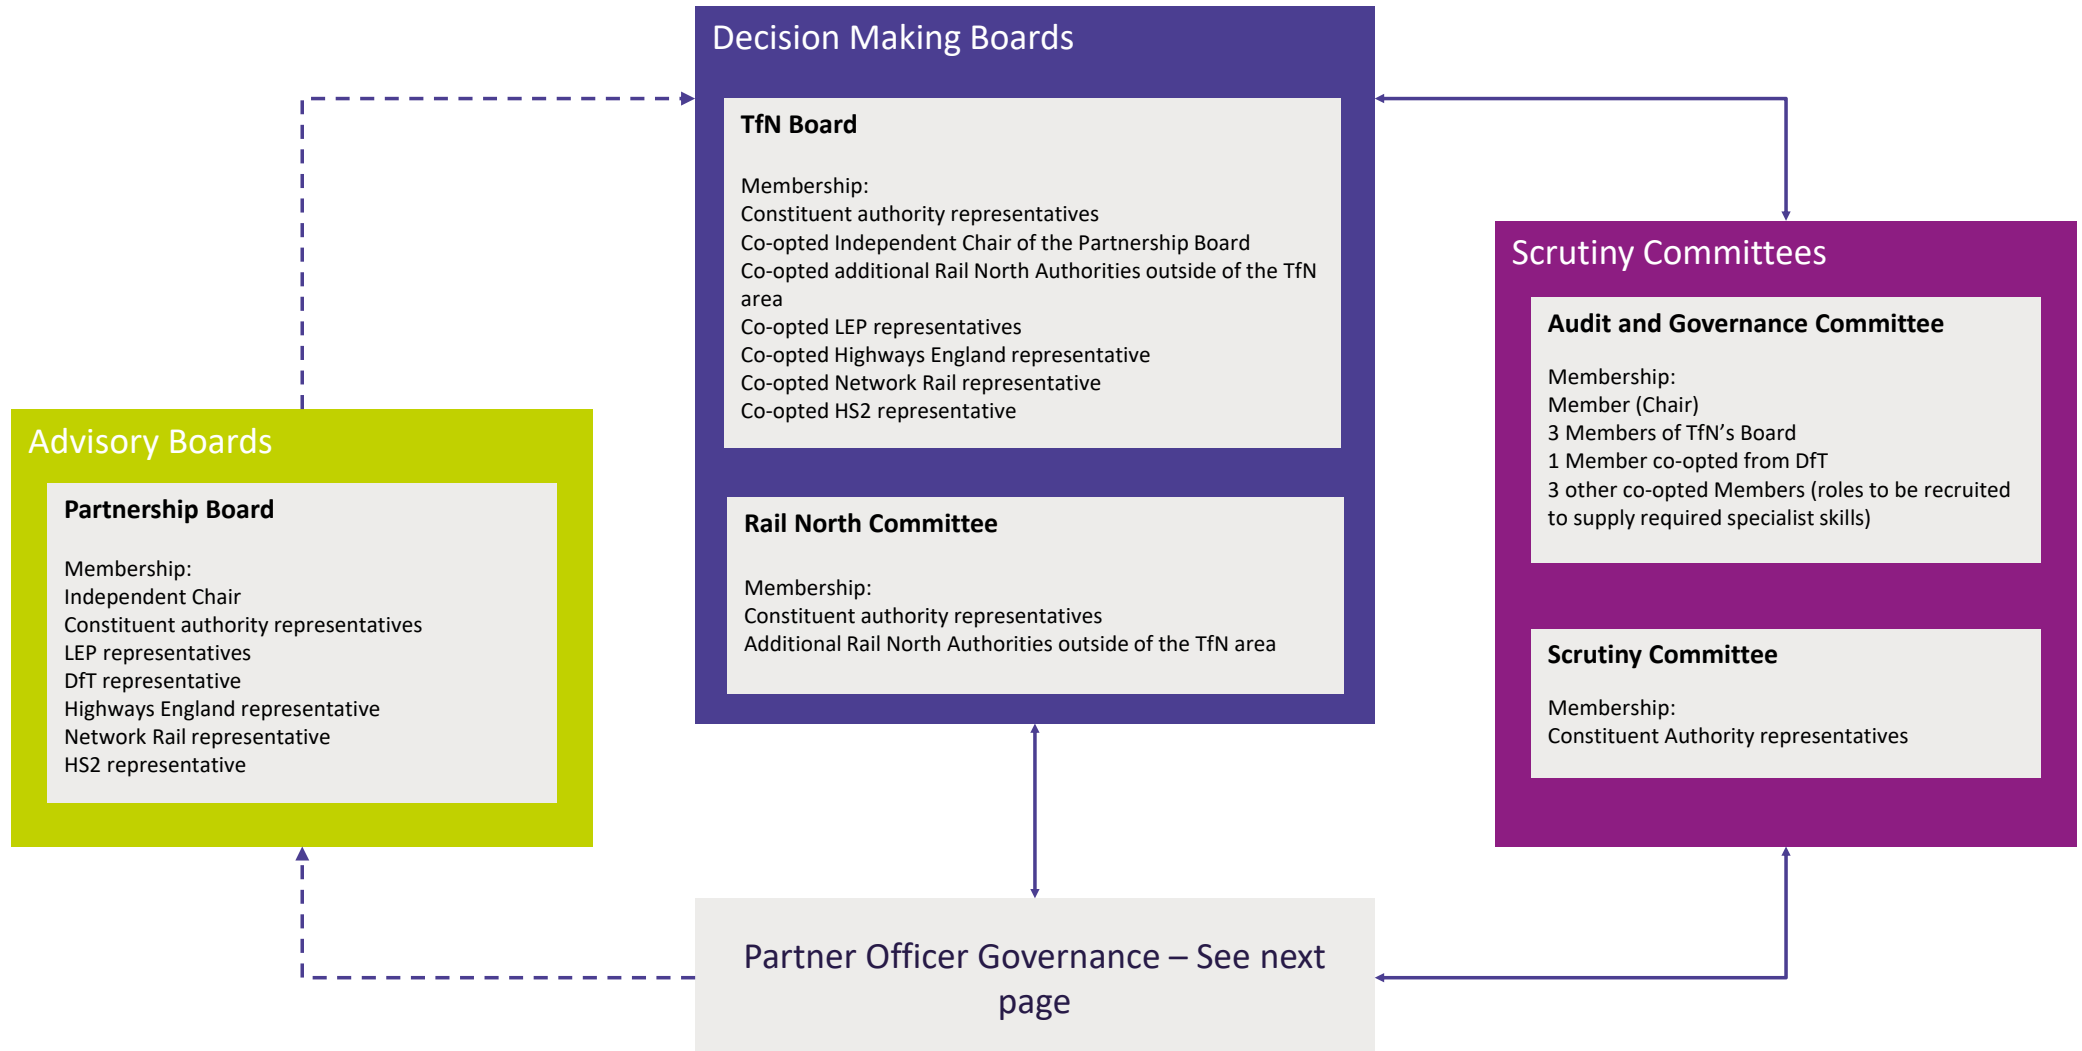 Decision Making Boards
TfN Board
Membership:
Constituent authority representatives
Co-opted Independent Chair of the Partnership Board
Co-opted additional Rail North Authorities outside of the TfN
area
Co-opted LEP representatives
Co-opted Highways England representative
Co-opted Network Rail representative
Co-opted HS2 representative
Rail North Committee
Membership:
Constituent authority representatives
Additional Rail North Authorities outside of the TfN area
Scrutiny Committees
Audit and Governance Committee
Membership:
Member (Chair)
3 Members of TfN’s Board
1 Member co-opted from DfT
3 other co-opted Members (roles to be recruited
to supply required specialist skills)
Scrutiny Committee
Membership:
Constituent Authority representatives
Advisory Boards
Partnership Board
Membership:
Independent Chair
Constituent authority representatives
LEP representatives
DfT representative
Highways England representative
Network Rail representative
HS2 representative
Partner Officer Governance – See next
page